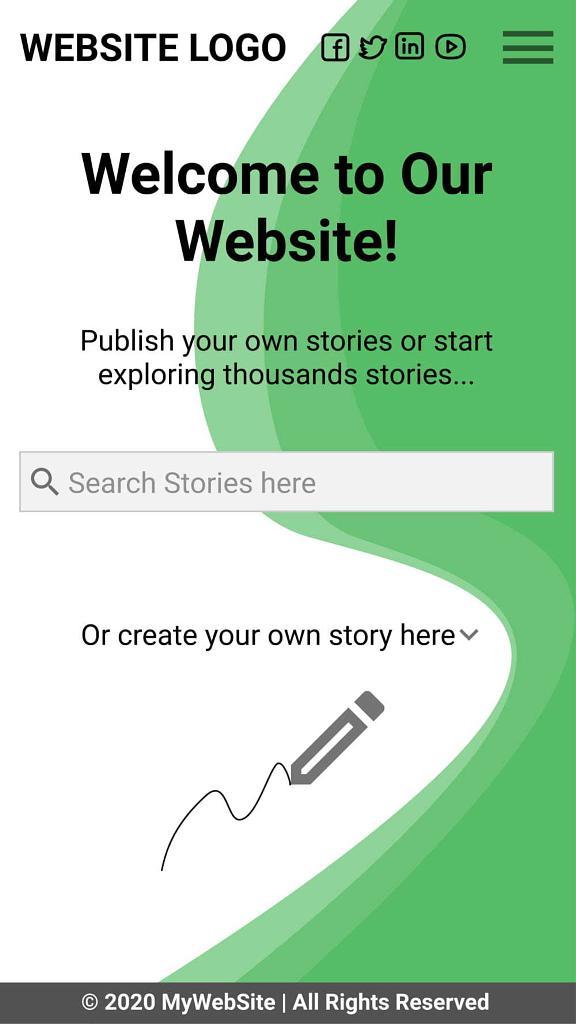 WEBSITE LOGO
Welcome to Our
Website!
Publish your own stories or start
exploring thousands stories...
Search Stories here
Or create your own story here
© 2020 MyWebSite | All Rights Reserved